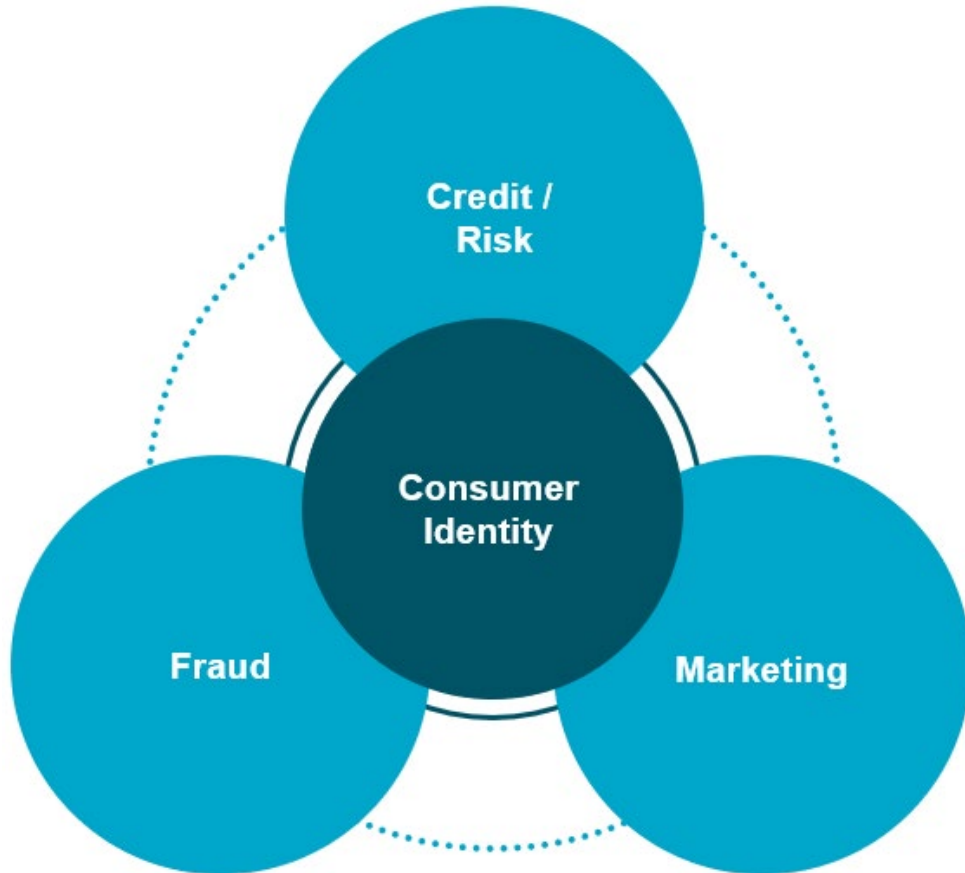 Credit /
Risk
Consumer
Identity
Fraud
Marketing